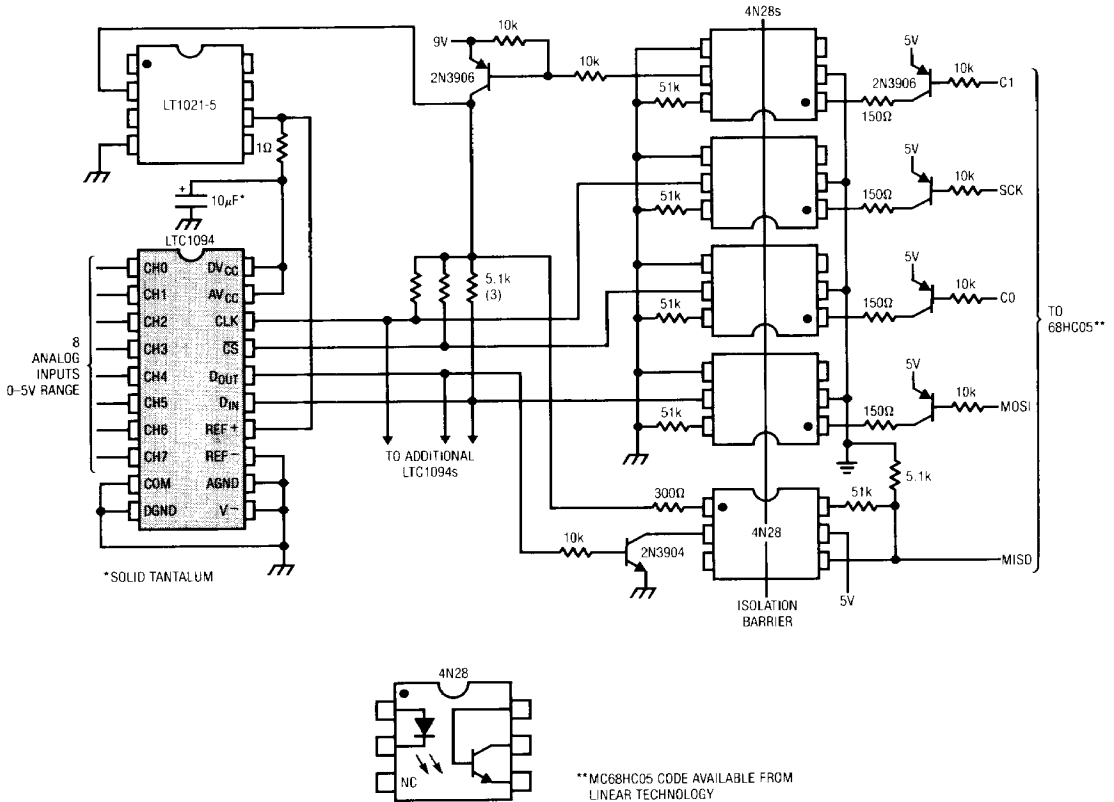 4N28s
10k
9V
2N3906
10k
51k
5V
2N3906
10k
C1
150Ω
LT1021-5
1Ω
10μF*
5V
10k
SCK
51k
150Ω
LTC1094
CH0
DVCC
CH1
AVCC
CH2
CLK
CH3
CS
CH4
DOUT
CH5
DIN
CH6
REF+
CH7
REF−
COM
AGND
DGND
V−
8
ANALOG
INPUTS
0–5V RANGE
5.1k
(3)
5V
10k
C0
51k
150Ω
TO
68HC05**
5V
10k
MOSI
51k
150Ω
TO ADDITIONAL
LTC1094s
5.1k
300Ω
51k
4N28
10k
2N3904
MISD
5V
*SOLID TANTALUM
ISOLATION
BARRIER
4N28
NC
**MC68HC05 CODE AVAILABLE FROM
LINEAR TECHNOLOGY